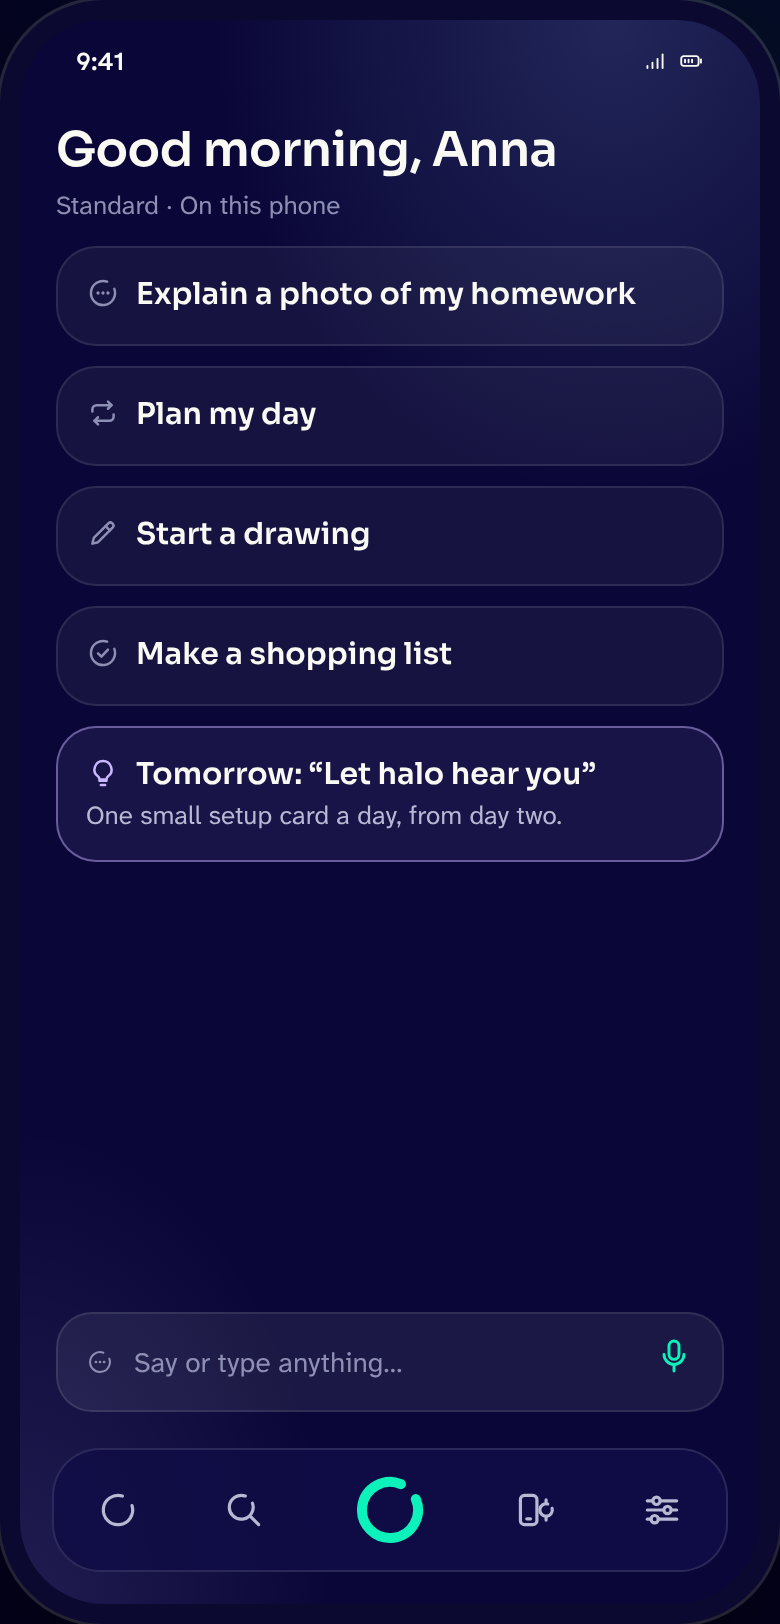 9:41
Good morning, Anna
Standard · On this phone
Explain a photo of my homework
Plan my day
Start a drawing
Make a shopping list
Tomorrow: “Let halo hear you”
One small setup card a day, from day two.
Say or type anything…